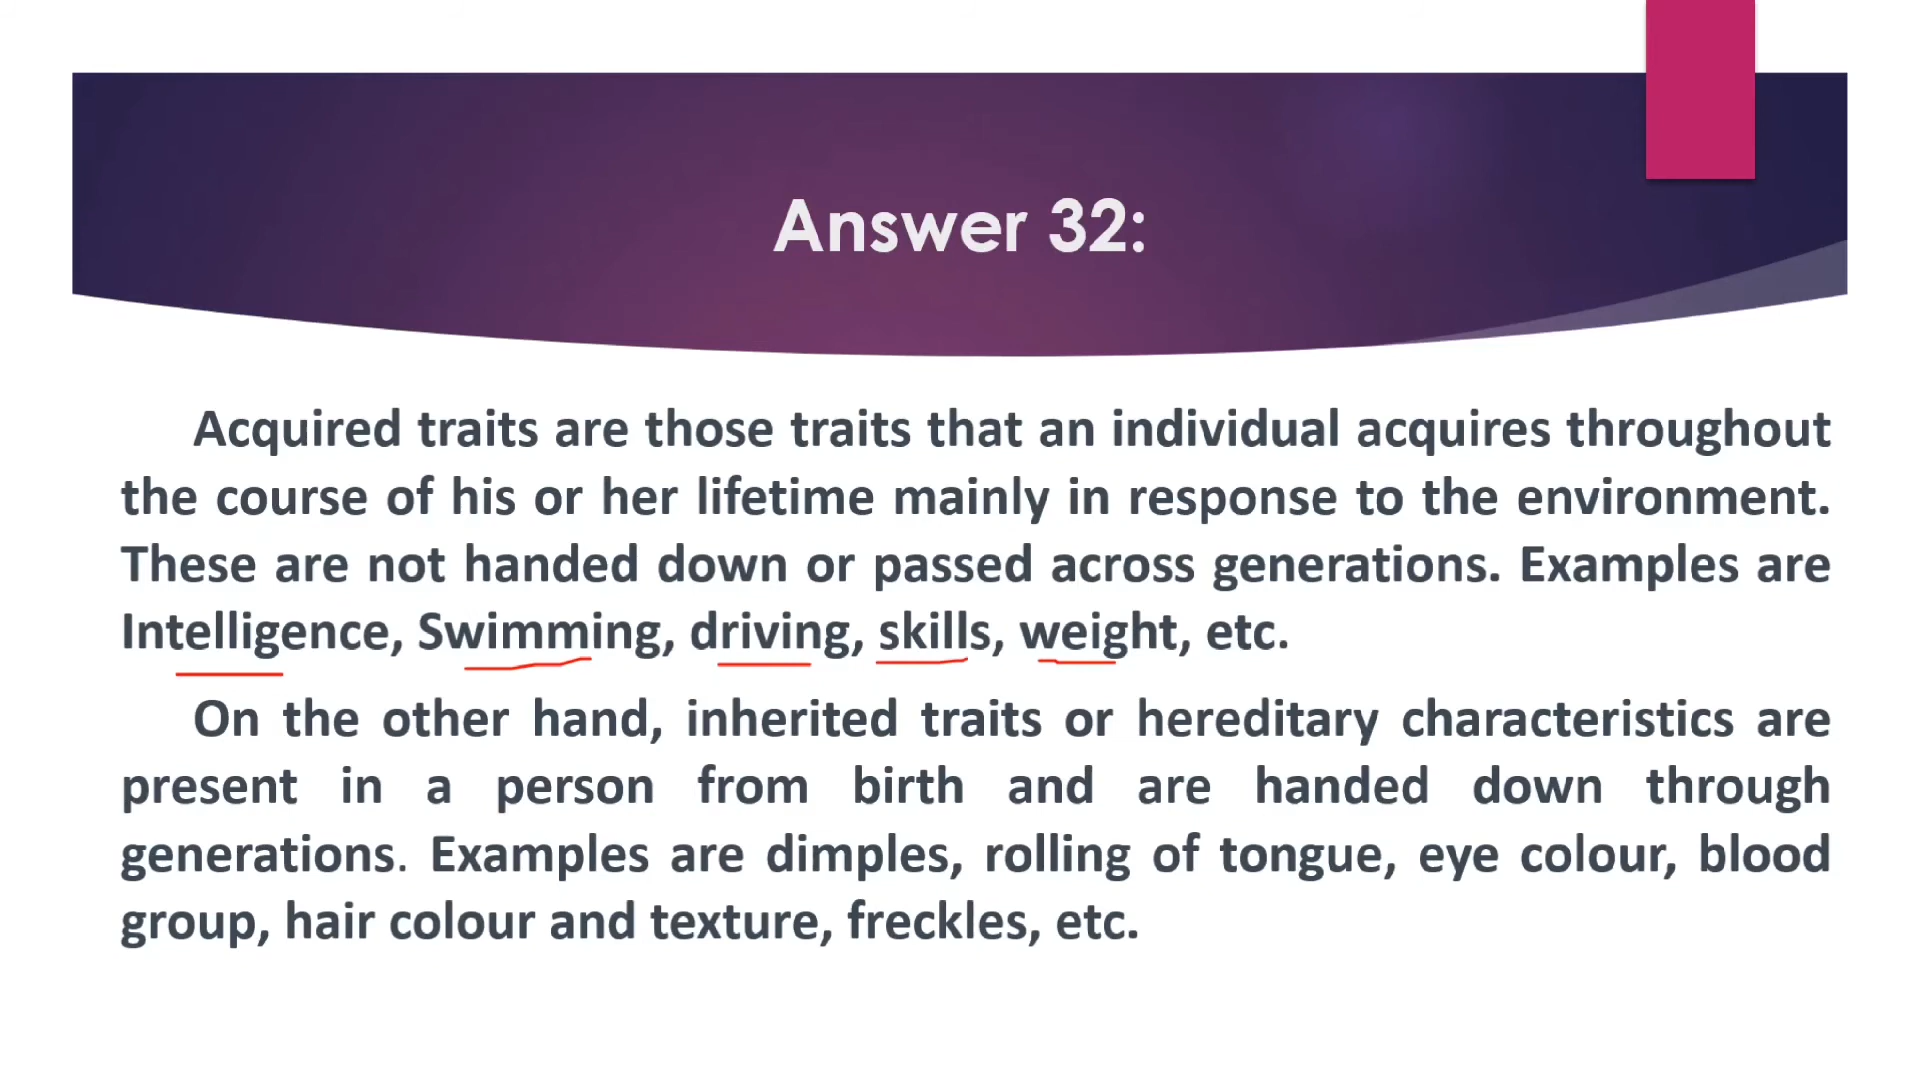 Answer 32:
Acquired traits are those traits that an individual acquires throughout
the course of his or her lifetime mainly in response to the environment.
These are not handed down or passed across generations. Examples are
Intelligence, Swimming, driving, skills, weight, etc.
On the other hand, inherited traits or hereditary characteristics are
present in a person from birth and are handed down through
generations. Examples are dimples, rolling of tongue, eye colour, blood
group, hair colour and texture, freckles, etc.